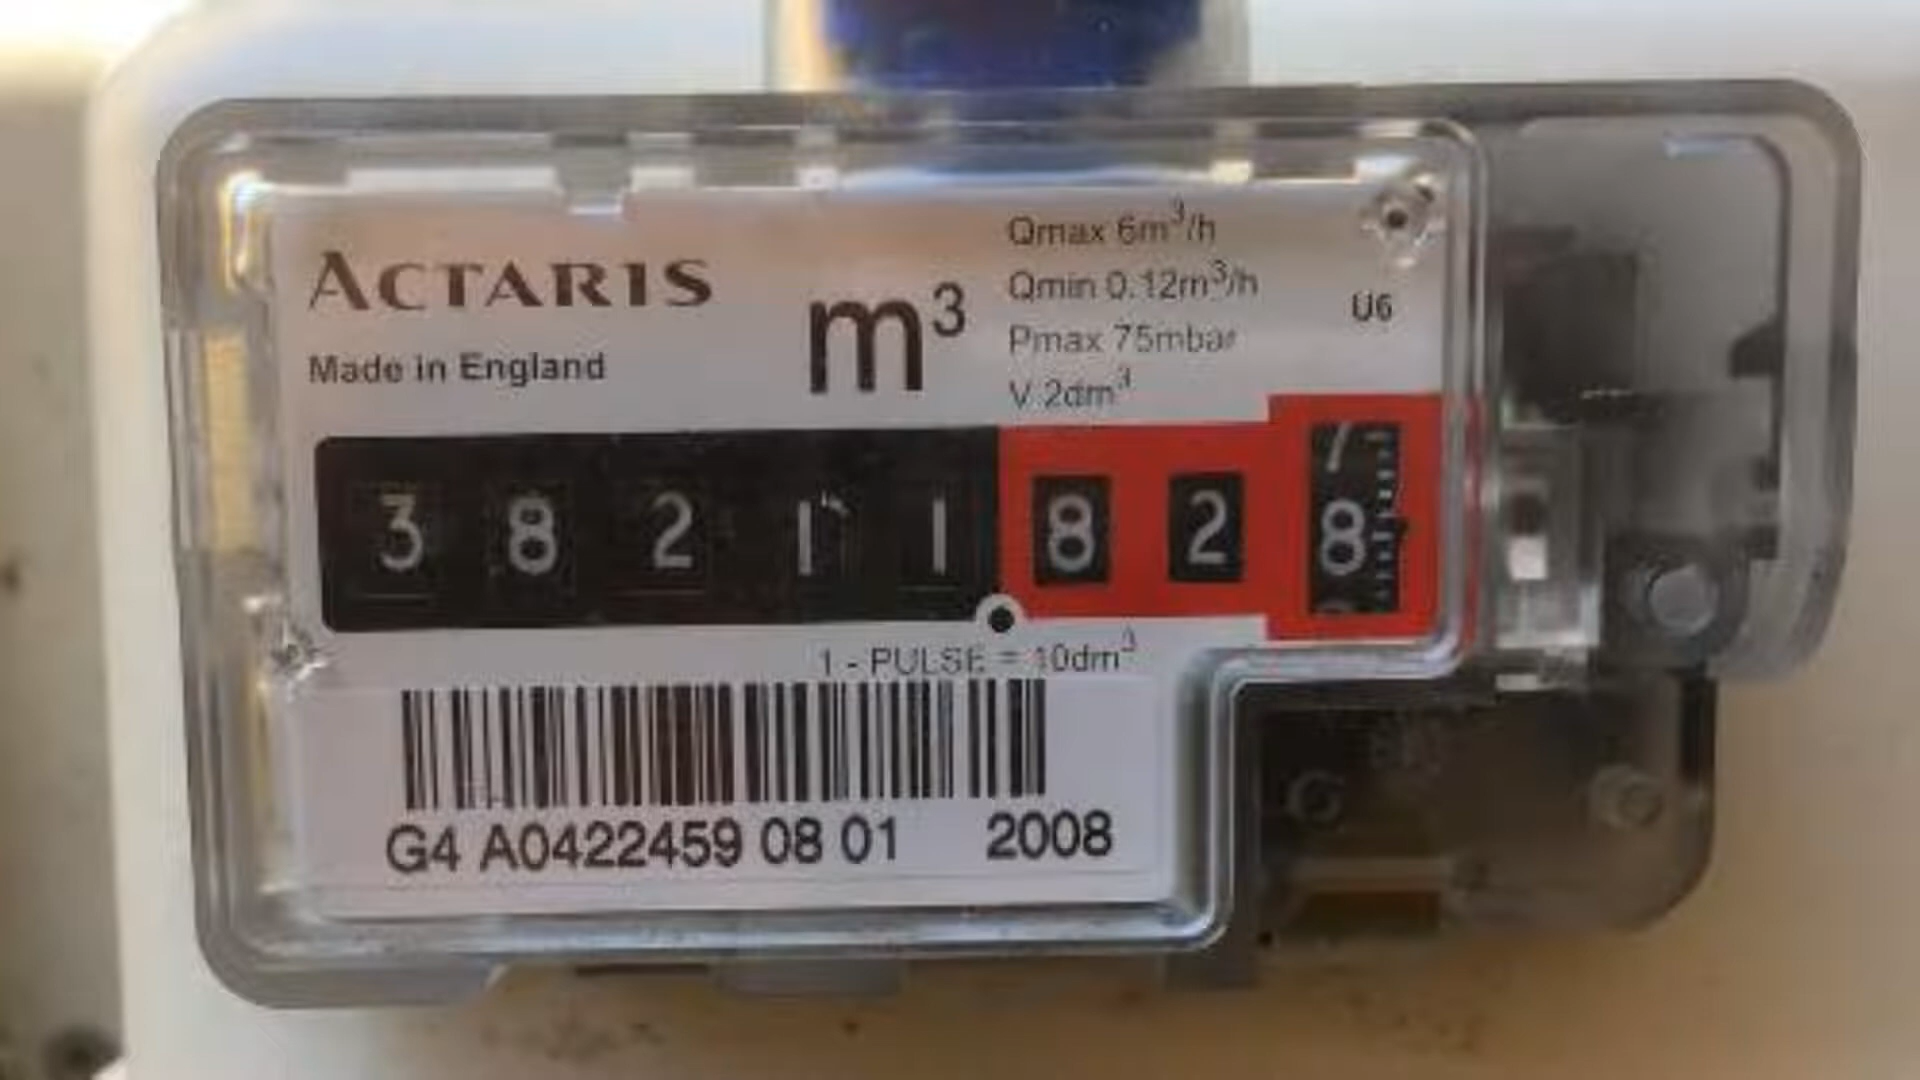 ACTARIS
Made in England
m³
Qmax 6m³/h
Qmin 0.12m³/h
Pmax 75mbar
V 2dm³
U6
3 8 2 1 1 8 2 8
7
1 - PULSE = 10dm³
G4 A0422459 08 01 2008